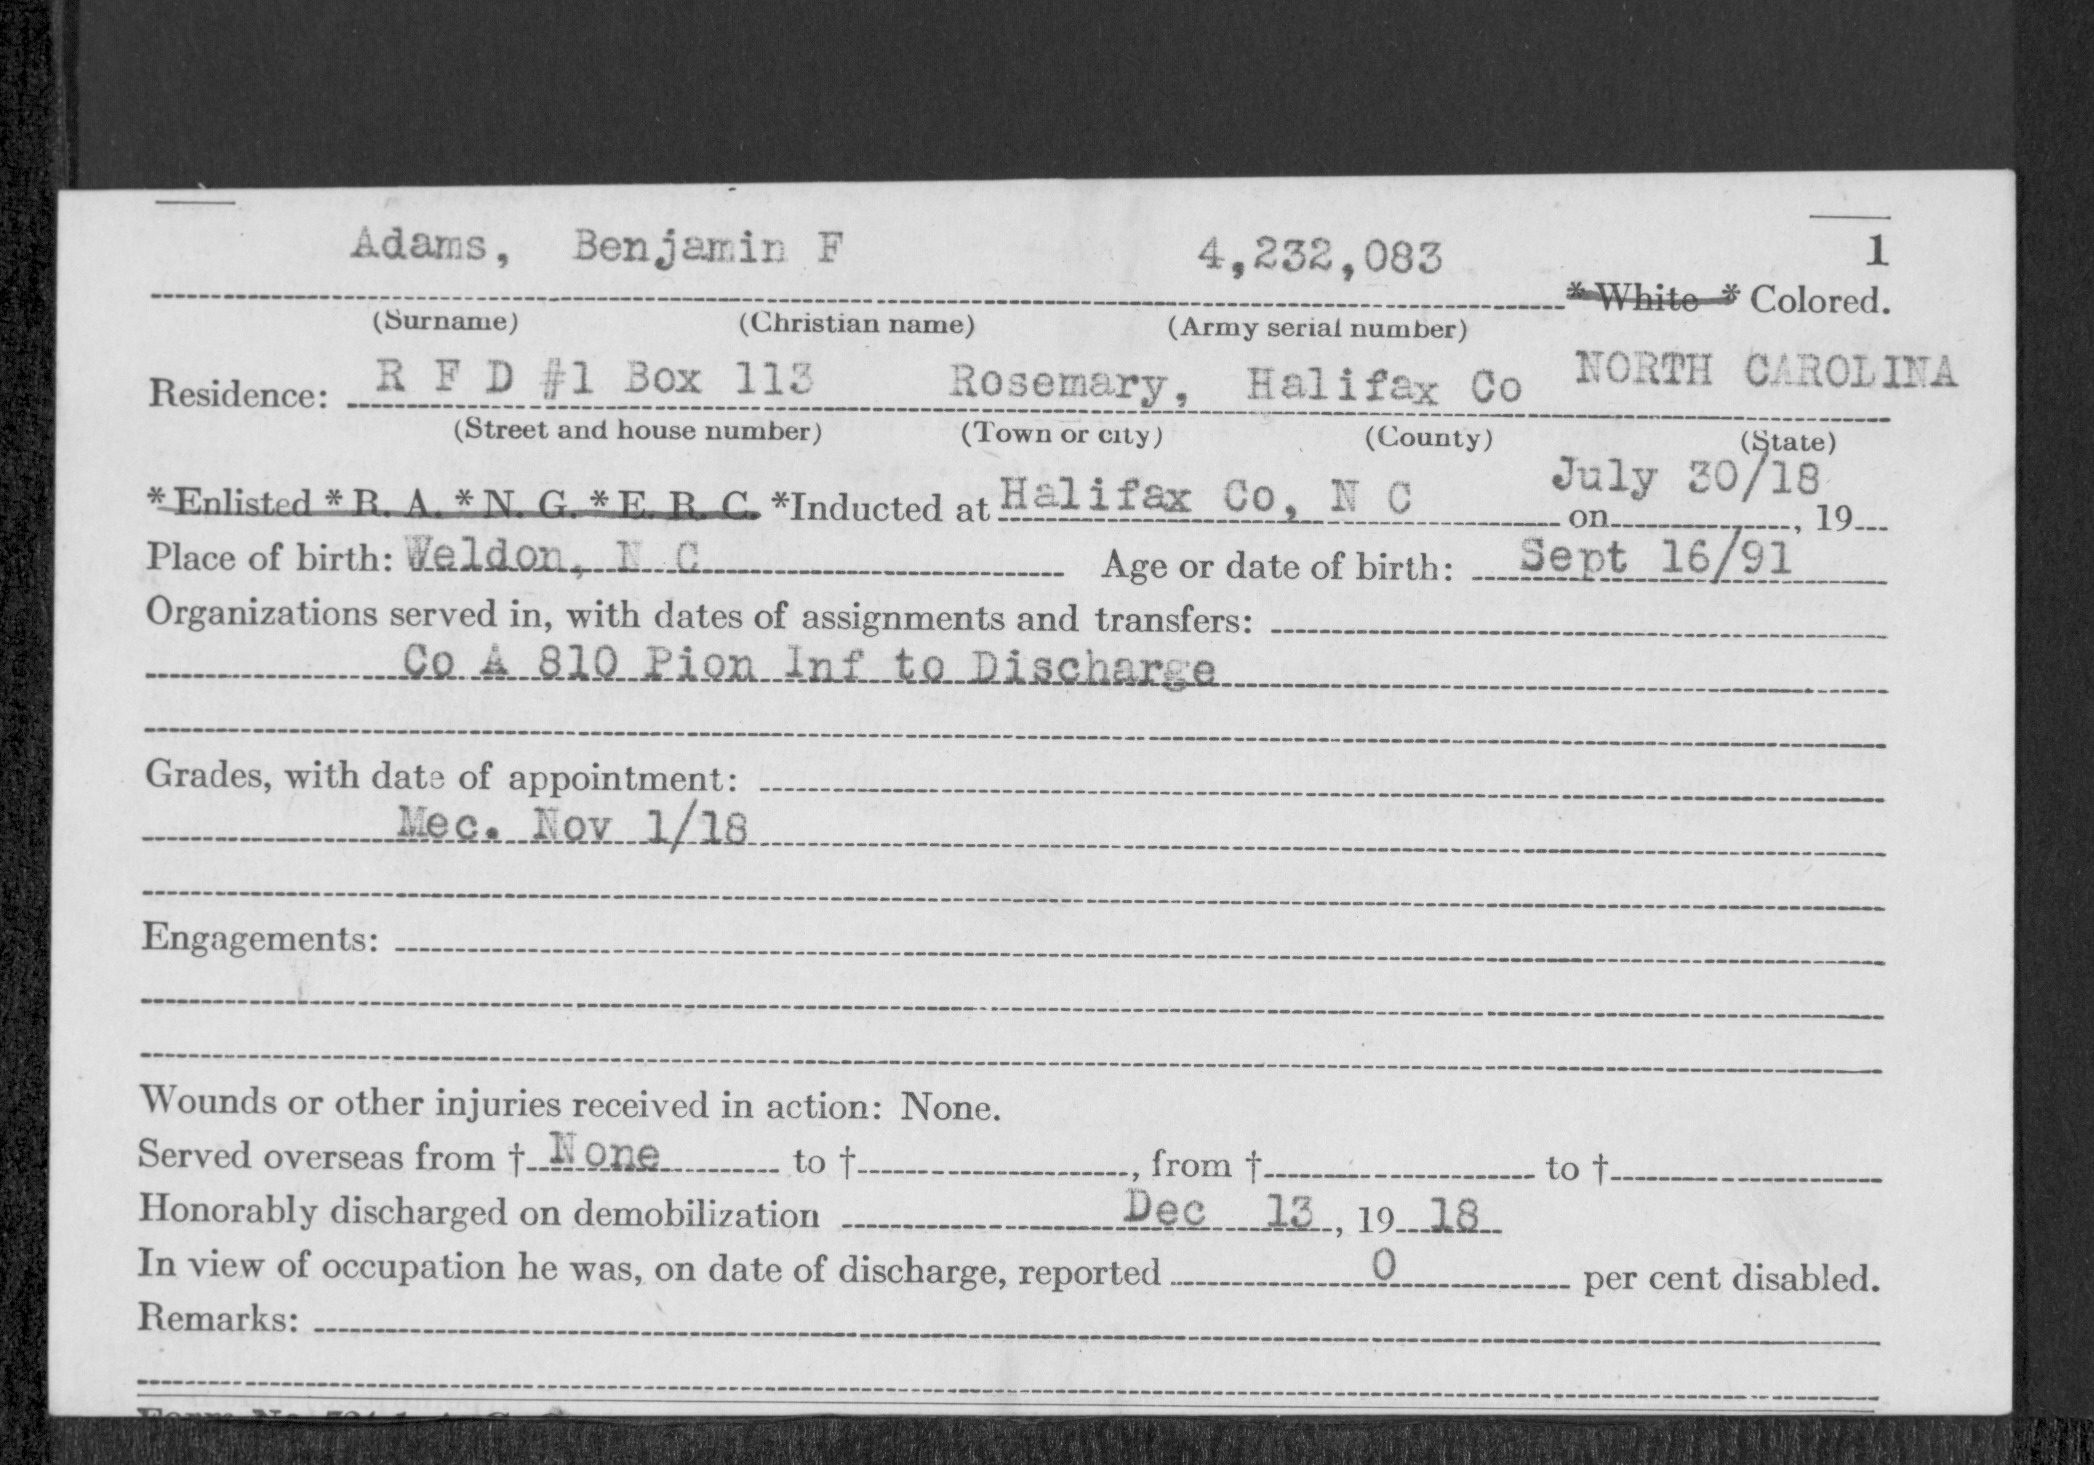 Adams, Benjamin F 4,232,083 1
* White * Colored.
(Surname) (Christian name) (Army serial number)
Residence: R F D #1 Box 113 Rosemary, Halifax Co NORTH CAROLINA
(Street and house number) (Town or city) (County) (State)
* Enlisted * R. A. * N. G. * E. R. C. *Inducted at Halifax Co, N C on July 30/18, 19
Place of birth: Weldon, N C Age or date of birth: Sept 16/91
Organizations served in, with dates of assignments and transfers:
Co A 810 Pion Inf to Discharge
Grades, with date of appointment:
Mec. Nov 1/18
Engagements:
Wounds or other injuries received in action: None.
Served overseas from † None to †, from † to †
Honorably discharged on demobilization Dec 13, 19 18
In view of occupation he was, on date of discharge, reported 0 per cent disabled.
Remarks: